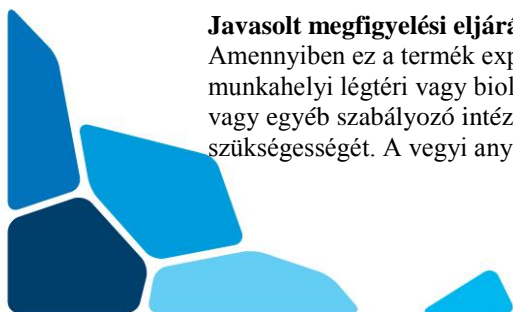 Javasolt megfigyelési eljárá
Amennyiben ez a termék exp
munkahelyi légtéri vagy biol
vagy egyéb szabályozó intéz
szükségességét. A vegyi any